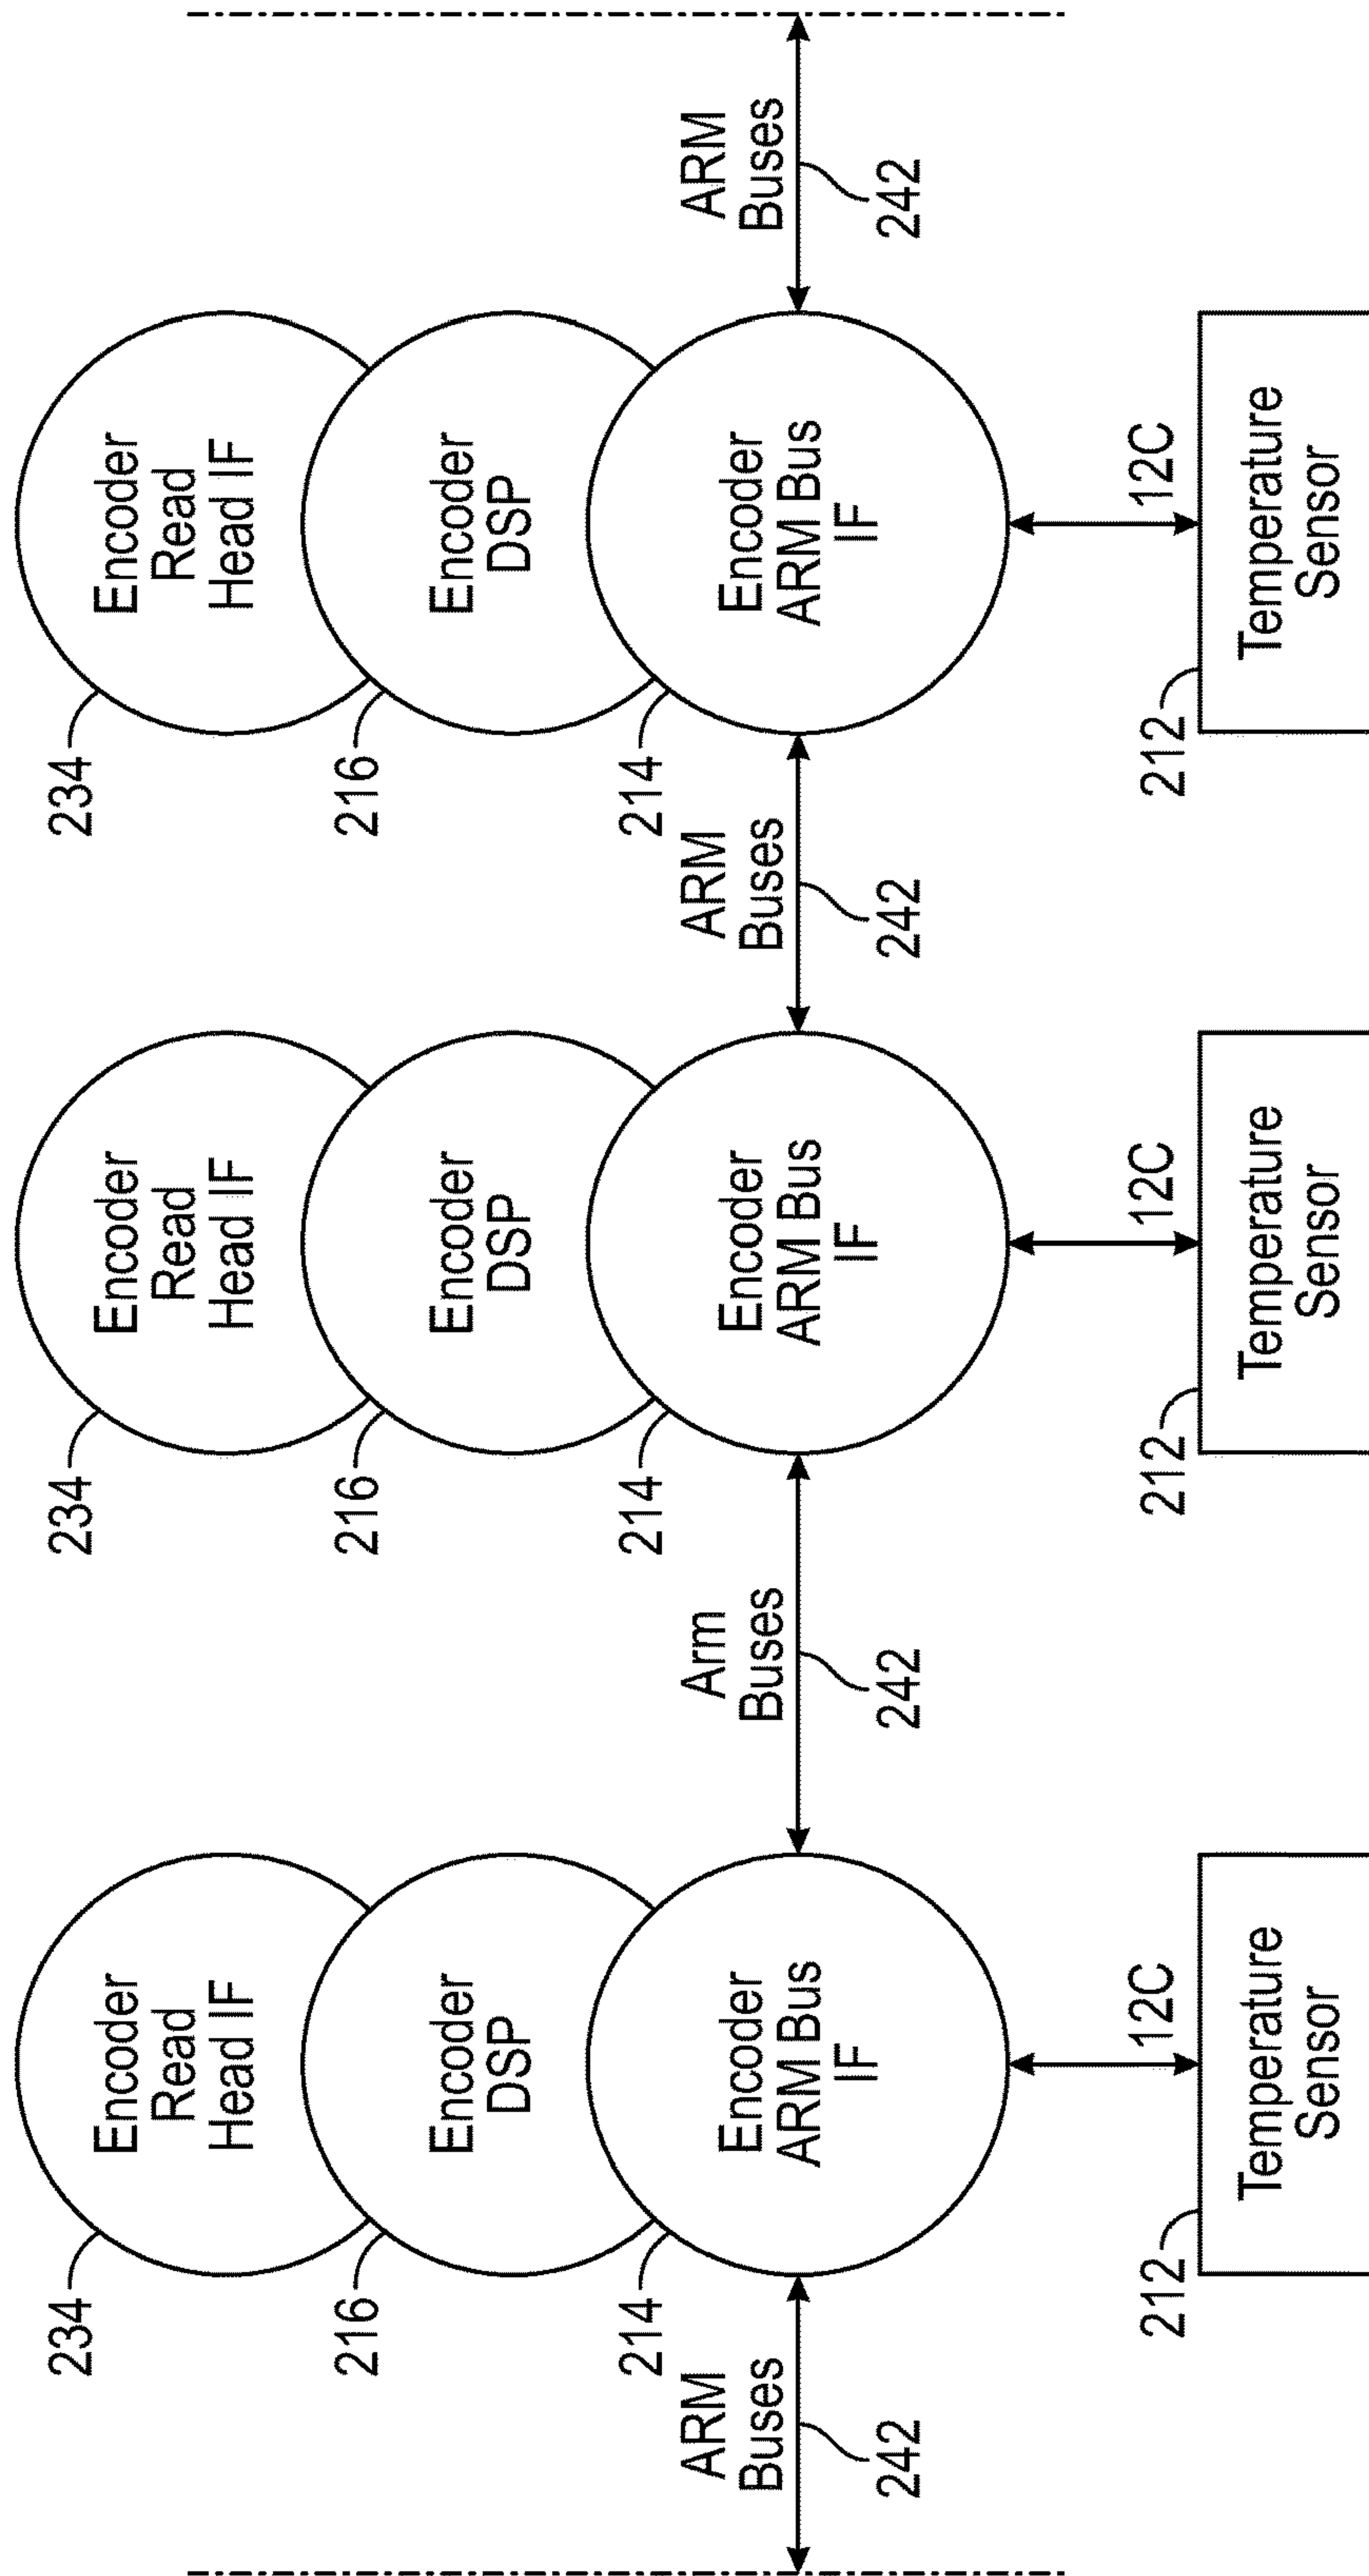 ARM
Buses
242
234
Encoder
Read
Head IF
216
Encoder
DSP
214
Encoder
ARM Bus
IF
12C
212
Temperature
Sensor
Arm
Buses
242
234
Encoder
Read
Head IF
216
Encoder
DSP
214
Encoder
ARM Bus
IF
12C
212
Temperature
Sensor
ARM
Buses
242
234
Encoder
Read
Head IF
216
Encoder
DSP
214
Encoder
ARM Bus
IF
12C
212
Temperature
Sensor
ARM
Buses
242